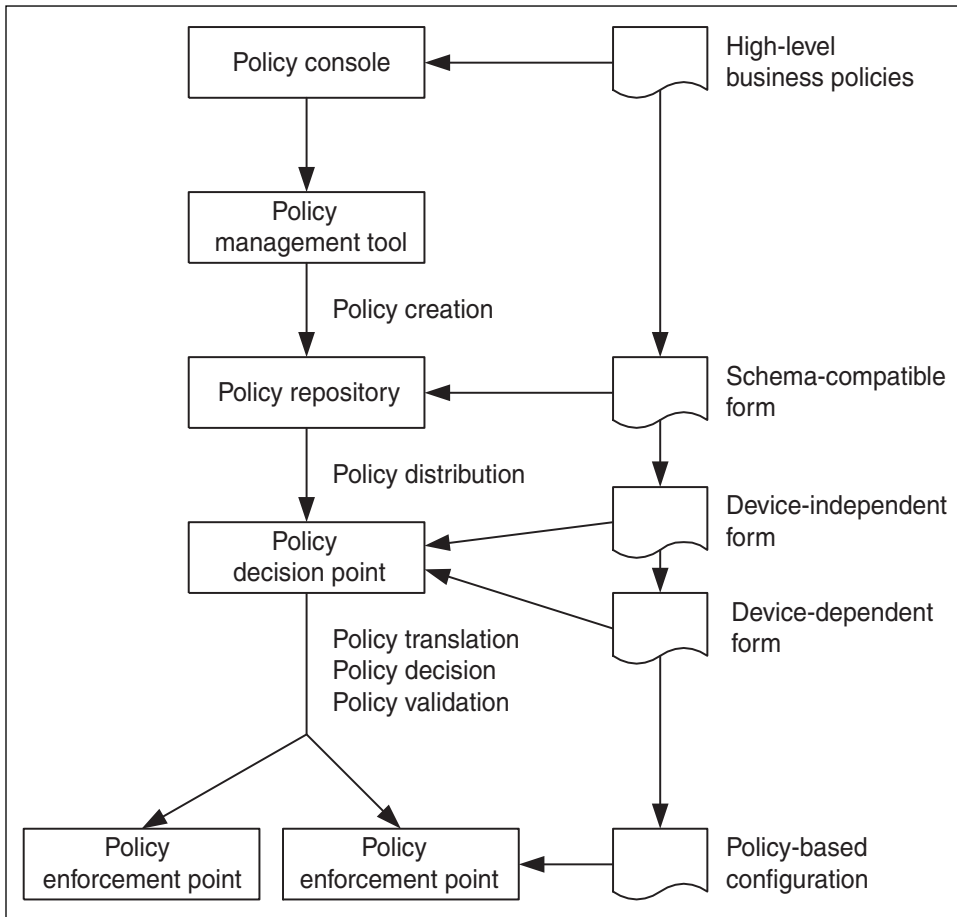 Policy console
High-level
business policies
Policy
management tool
Policy creation
Policy repository
Schema-compatible
form
Policy distribution
Policy
decision point
Device-independent
form
Device-dependent
form
Policy translation
Policy decision
Policy validation
Policy
enforcement point
Policy
enforcement point
Policy-based
configuration